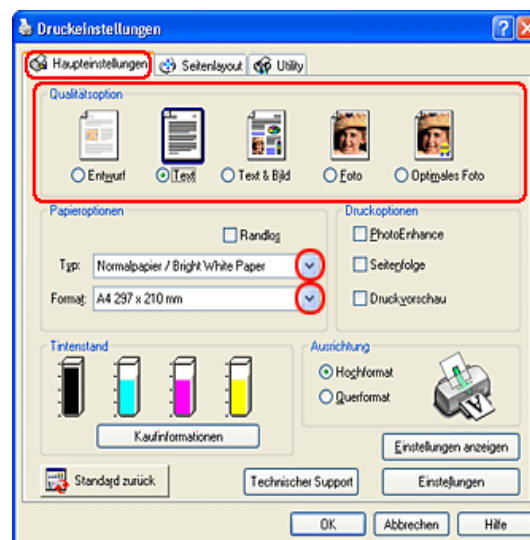 Druckeinstellungen
Haupteinstellungen Seitenlayout Utility
Qualitätsoption
Entwurf Text Text & Bild Foto Optimales Foto
Papieroptionen
Randlos
Typ: Normalpapier / Bright White Paper
Format: A4 297 x 210 mm
Druckoptionen
PhotoEnhance
Seitenfolge
Druckvorschau
Tintenstand
Kaufinformationen
Ausrichtung
Hochformat
Querformat
Einstellungen anzeigen
Standard zurück Technischer Support Einstellungen
OK Abbrechen Hilfe